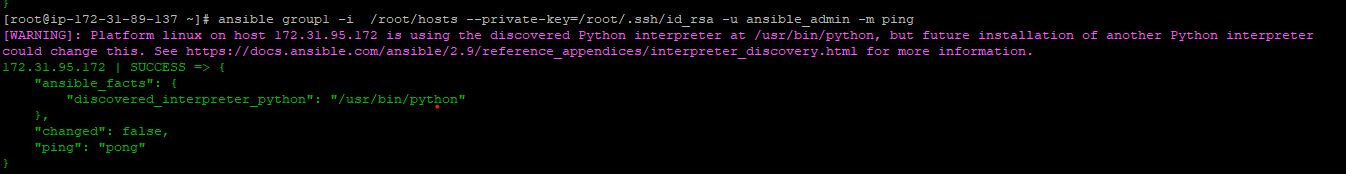 }
[root@ip-172-31-89-137 ~]# ansible group1 -i  /root/hosts --private-key=/root/.ssh/id_rsa -u ansible_admin -m ping
[WARNING]: Platform linux on host 172.31.95.172 is using the discovered Python interpreter at /usr/bin/python, but future installation of another Python interpreter
could change this. See https://docs.ansible.com/ansible/2.9/reference_appendices/interpreter_discovery.html for more information.
172.31.95.172 | SUCCESS => {
    "ansible_facts": {
        "discovered_interpreter_python": "/usr/bin/python"
    },
    "changed": false,
    "ping": "pong"
}